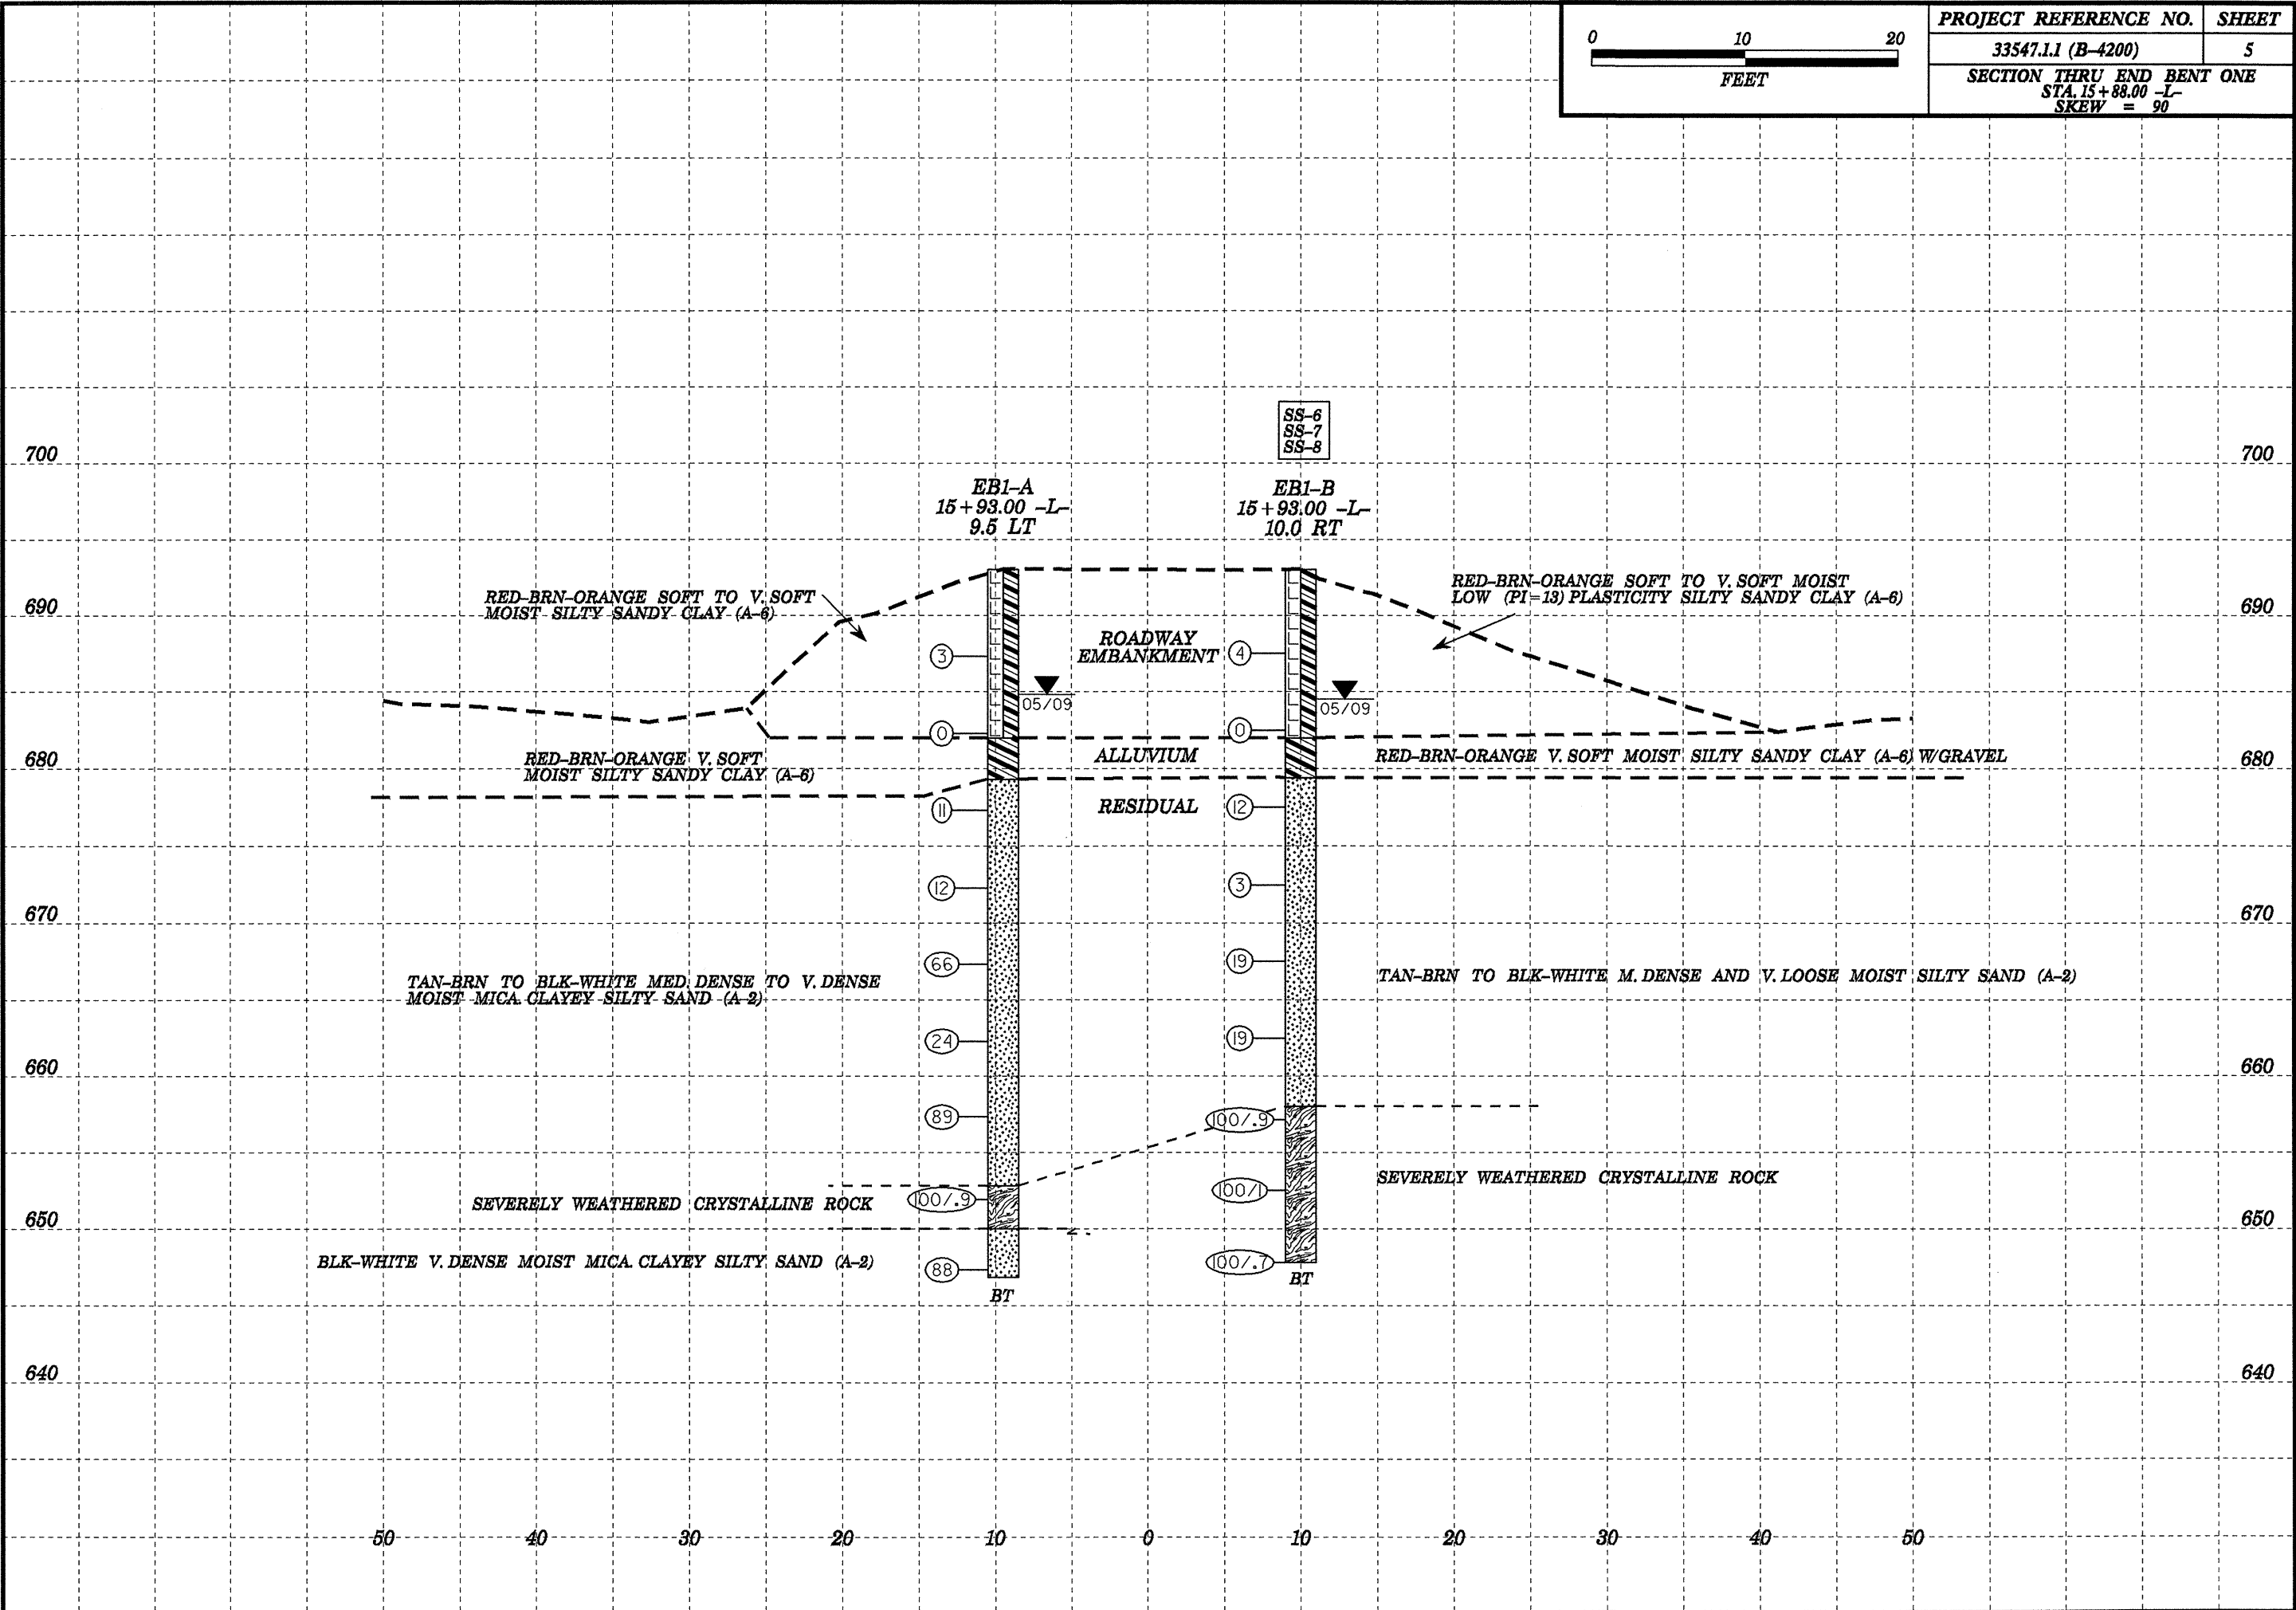 0 10 20
FEET
PROJECT REFERENCE NO. SHEET
33547.1.1 (B-4200) 5
SECTION THRU END BENT ONE
STA. 15+88.00 -L-
SKEW = 90
SS-6
SS-7
SS-8
700 700
EB1-A
15+93.00 -L-
9.5 LT
EB1-B
15+93.00 -L-
10.0 RT
RED-BRN-ORANGE SOFT TO V. SOFT
MOIST SILTY SANDY CLAY (A-6)
RED-BRN-ORANGE SOFT TO V. SOFT MOIST
LOW (PI=13) PLASTICITY SILTY SANDY CLAY (A-6)
690 690
ROADWAY
EMBANKMENT
3 4
05/09 05/09
0 0
RED-BRN-ORANGE V. SOFT
MOIST SILTY SANDY CLAY (A-6)
ALLUVIUM
RED-BRN-ORANGE V. SOFT MOIST SILTY SANDY CLAY (A-6) W/GRAVEL
680 680
RESIDUAL
11 12
12 3
670 670
66 19
TAN-BRN TO BLK-WHITE MED. DENSE TO V. DENSE
MOIST MICA. CLAYEY SILTY SAND (A-2)
TAN-BRN TO BLK-WHITE M. DENSE AND V. LOOSE MOIST SILTY SAND (A-2)
24 19
660 660
89 100/.9
SEVERELY WEATHERED CRYSTALLINE ROCK
100/.9 100/1
SEVERELY WEATHERED CRYSTALLINE ROCK
650 650
BLK-WHITE V. DENSE MOIST MICA. CLAYEY SILTY SAND (A-2)
88 100/.7
BT BT
640 640
50 40 30 20 10 0 10 20 30 40 50